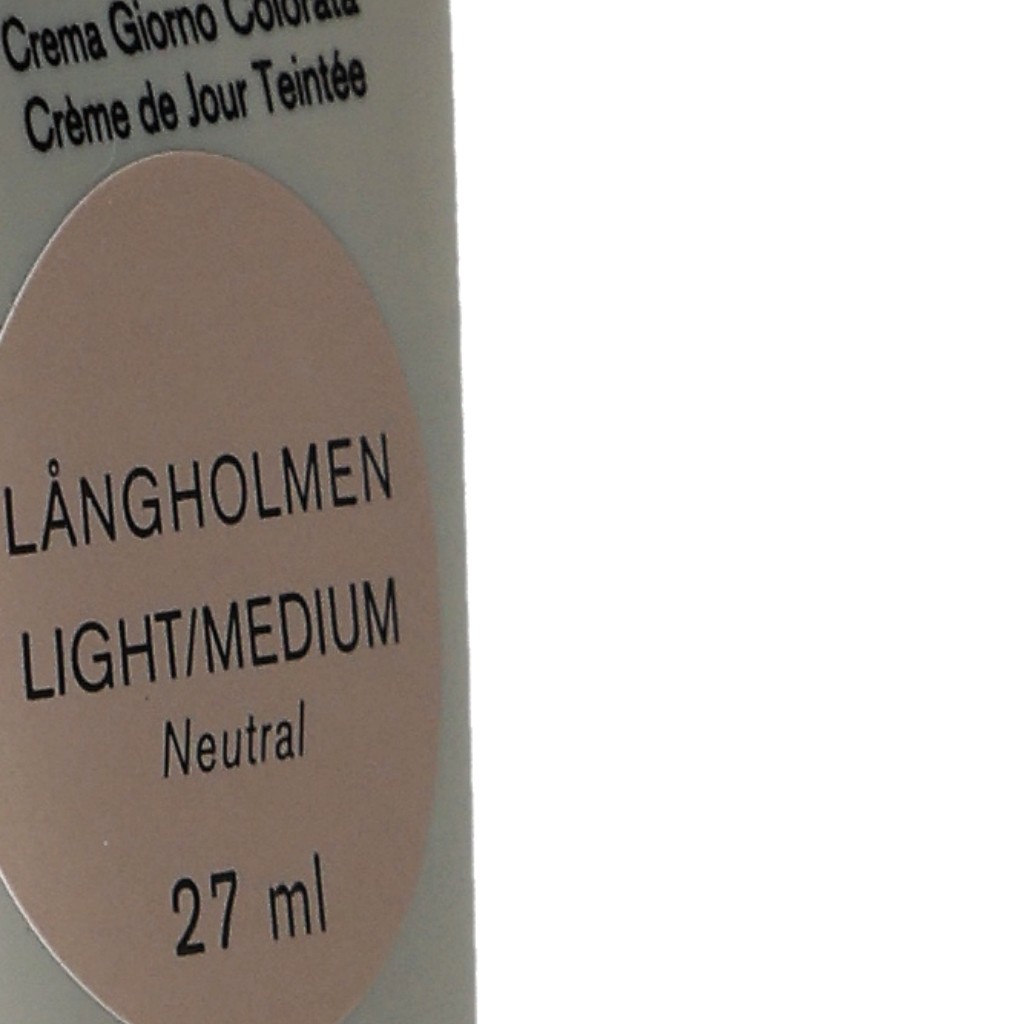 Crema Giorno Colorata
Crème de Jour Teintée
LÅNGHOLMEN
LIGHT/MEDIUM
Neutral
27 ml